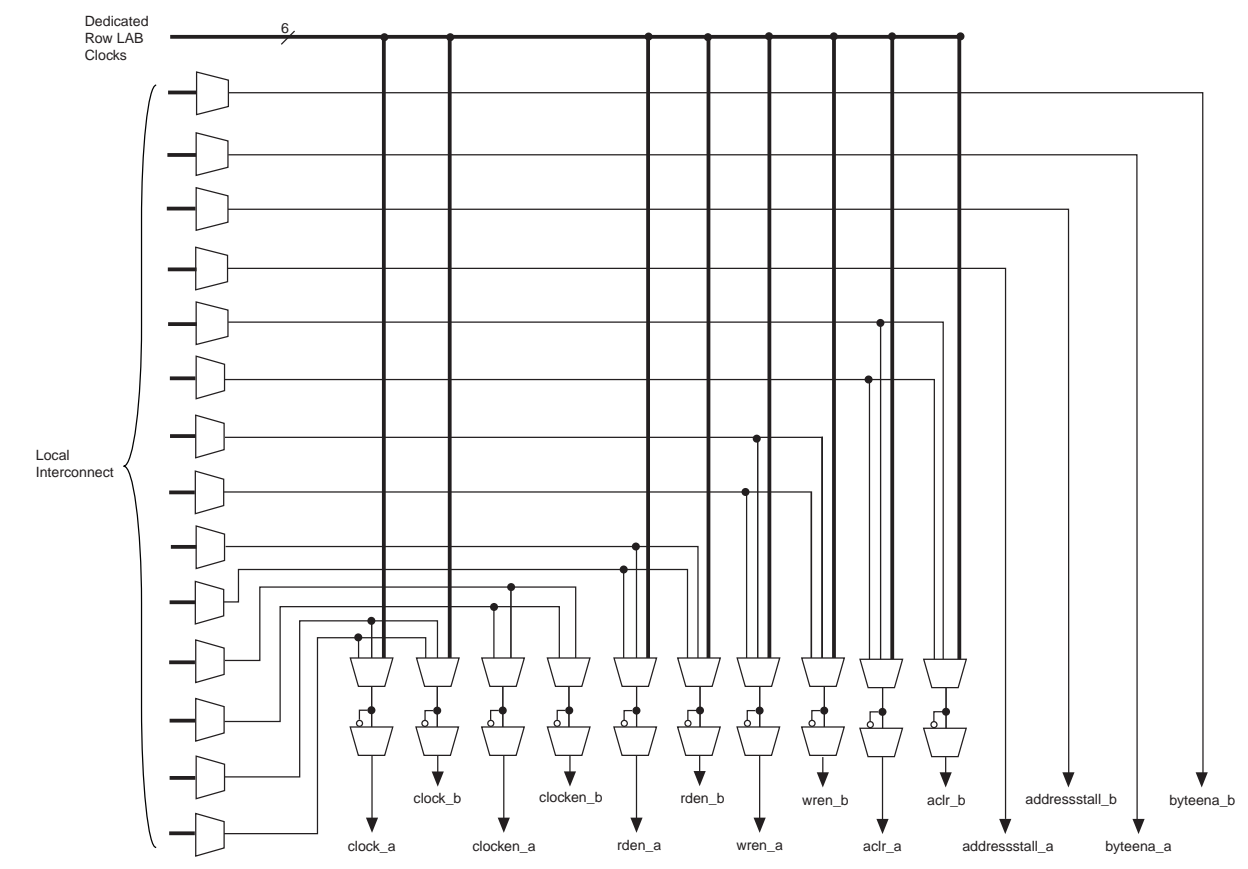 Dedicated
Row LAB
Clocks
6
Local
Interconnect
clock_b
clocken_b
rden_b
wren_b
aclr_b
addressstall_b
byteena_b
clock_a
clocken_a
rden_a
wren_a
aclr_a
addressstall_a
byteena_a